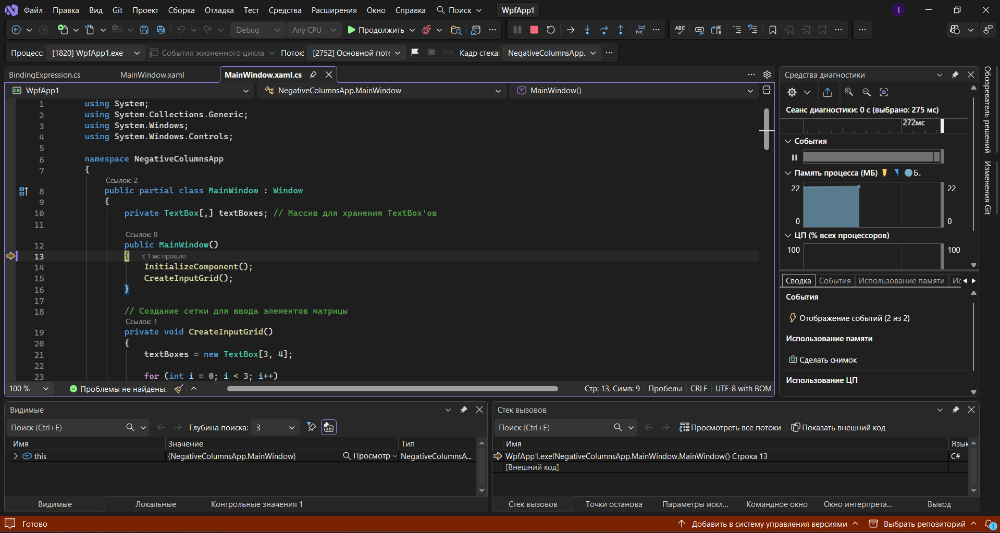 Файл Правка Вид Git Проект Сборка Отладка Тест Средства Расширения Окно Справка Поиск WpfApp1 I
Debug Any CPU Продолжить ABC
Процесс: [1820] WpfApp1.exe События жизненного цикла Поток: [2752] Основной пото Кадр стека: NegativeColumnsApp.
BindingExpression.cs MainWindow.xaml MainWindow.xaml.cs
C# WpfApp1 NegativeColumnsApp.MainWindow MainWindow()
1 using System;
2 using System.Collections.Generic;
3 using System.Windows;
4 using System.Windows.Controls;
5
6 namespace NegativeColumnsApp
7 {
Ссылок: 2
8 public partial class MainWindow : Window
9 {
10 private TextBox[,] textBoxes; // Массив для хранения TextBox'ов
11
Ссылок: 0
12 public MainWindow()
13 { ≤ 1 мс прошло
14 InitializeComponent();
15 CreateInputGrid();
16 }
17
18 // Создание сетки для ввода элементов матрицы
Ссылок: 1
19 private void CreateInputGrid()
20 {
21 textBoxes = new TextBox[3, 4];
22
23 for (int i = 0; i < 3; i++)
100 % Проблемы не найдены. Стр: 13, Симв: 9 Пробелы CRLF UTF-8 with BOM
Средства диагностики
Сеанс диагностики: 0 с (выбрано: 275 мс)
272мс
События
Память процесса (МБ) Б..
22 22
0 0
ЦП (% всех процессоров)
100 100
Сводка События Использование памяти Ис
События
Отображение событий (2 из 2)
Использование памяти
Сделать снимок
Использование ЦП
Обозреватель решений
Изменения Git
Видимые
Поиск (Ctrl+E) Глубина поиска: 3
Имя Значение Тип
this {NegativeColumnsApp.MainWindow} Просмотр NegativeColumnsA...
Видимые Локальные Контрольные значения 1
Стек вызовов
Поиск (Ctrl+E) Просмотреть все потоки Показать внешний код
Имя Язык
WpfApp1.exe!NegativeColumnsApp.MainWindow.MainWindow() Строка 13 C#
[Внешний код]
Стек вызовов Точки останова Параметры искл... Командное окно Окно интерпрета... Вывод
Готово Добавить в систему управления версиями Выбрать репозиторий 1